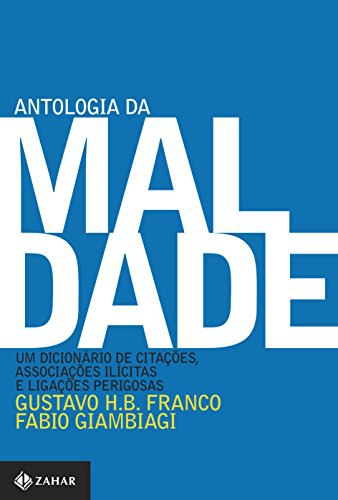 ANTOLOGIA DA
MAL
DADE
UM DICIONÁRIO DE CITAÇÕES,
ASSOCIAÇÕES ILÍCITAS
E LIGAÇÕES PERIGOSAS
GUSTAVO H.B. FRANCO
FABIO GIAMBIAGI
ZAHAR